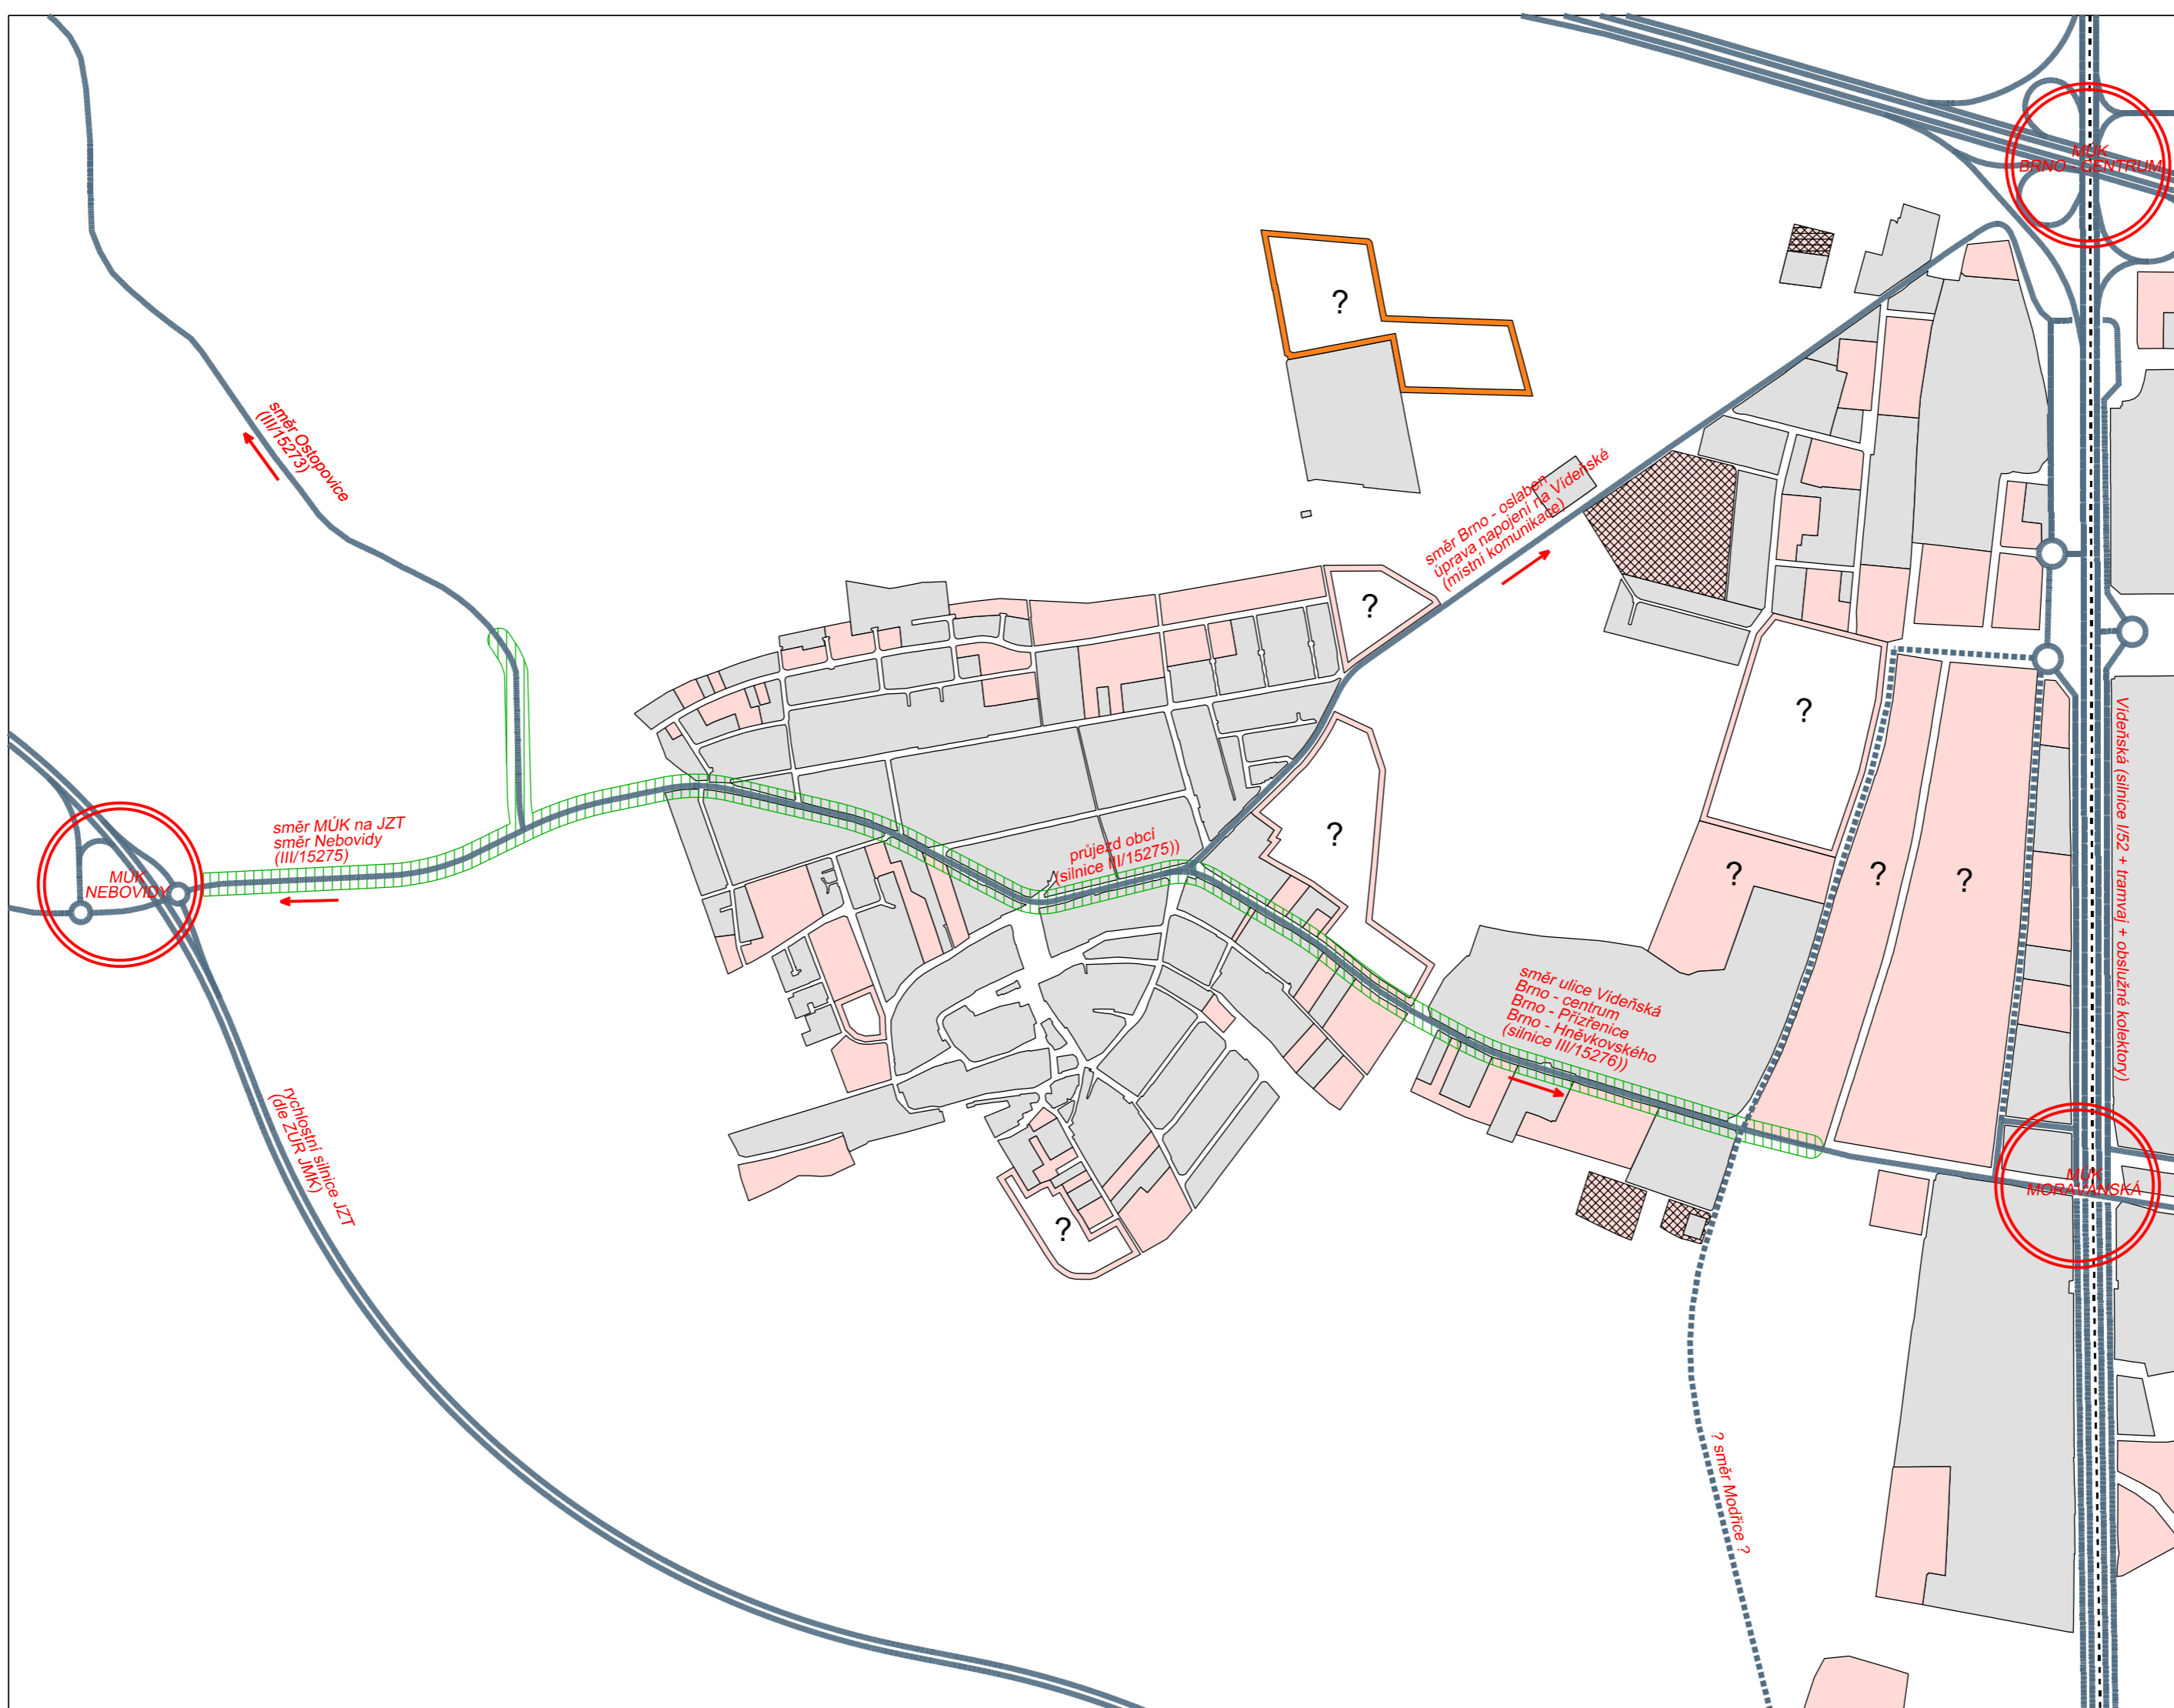 MÚK
BRNO - CENTRUM
?
směr Ostopovice
(III/15273)
směr Brno - oslaben
úprava napojení na Vídeňské
(místní komunikace)
?
?
Vídeňská (silnice I/52 + tramvaj + obslužné kolektory)
směr MÚK na JZT
směr Nebovidy
(III/15275)
průjezd obcí
(silnice III/15275))
?
?
?
?
MÚK
NEBOVIDY
směr ulice Vídeňská
Brno - centrum
Brno - Přízřenice
Brno - Hněvkovského
(silnice III/15276))
rychlostní silnice JZT
(dle ZÚR JMK)
MÚK
MORAVANSKÁ
?
? směr Modřice ?